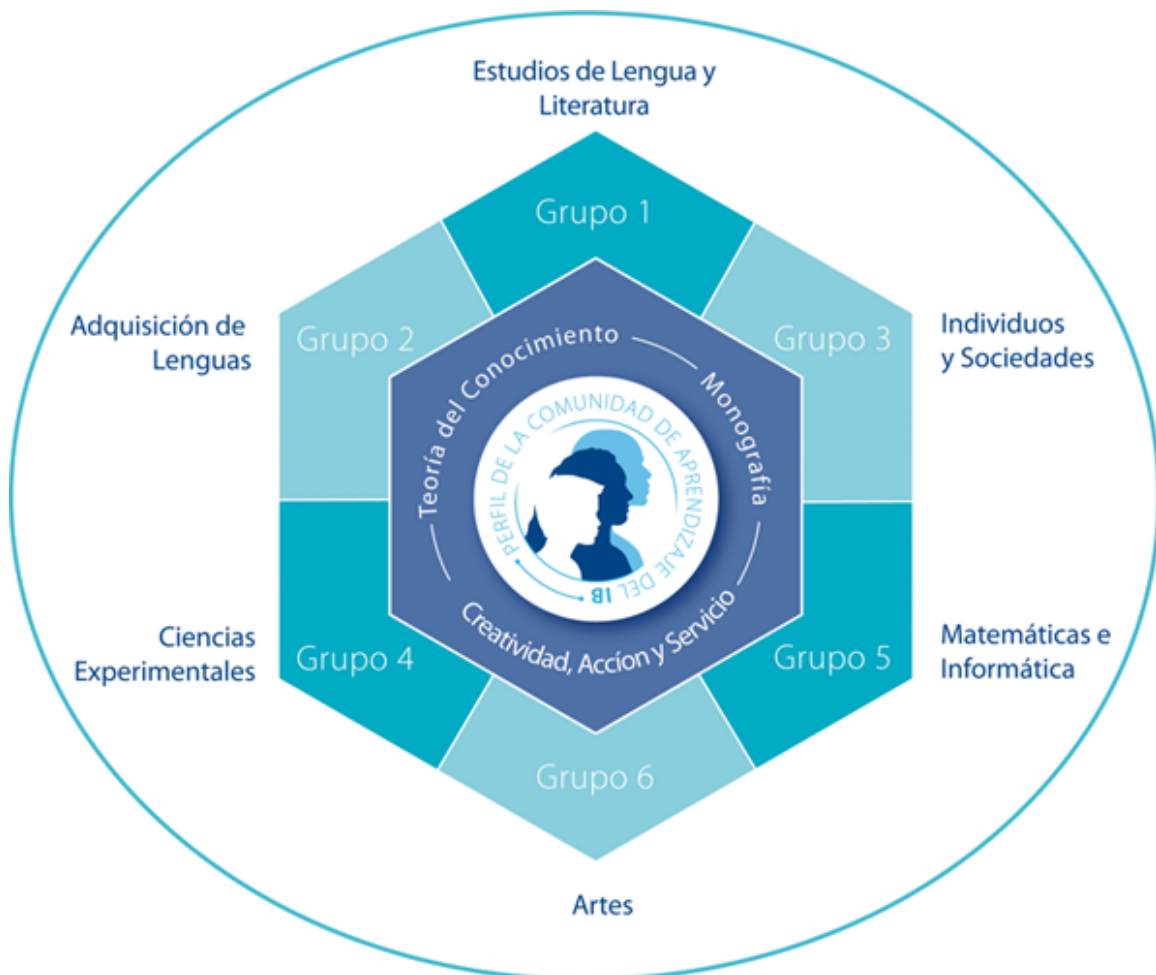 Estudios de Lengua y
Literatura
Grupo 1
Adquisición de
Lenguas
Grupo 2
Grupo 3
Individuos
y Sociedades
Teoría del Conocimiento
Monografía
PERFIL DE LA COMUNIDAD DE APRENDIZAJE DEL IB
Creatividad, Accíon y Servicio
Ciencias
Experimentales
Grupo 4
Grupo 5
Matemáticas e
Informática
Grupo 6
Artes